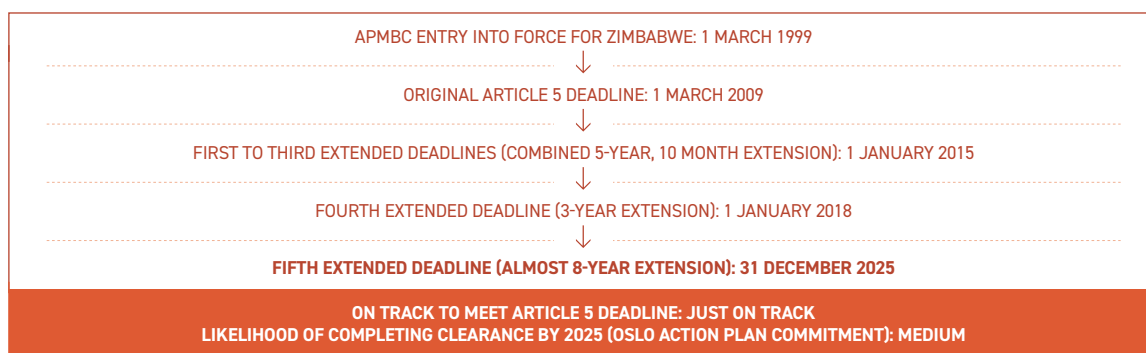 APMBC ENTRY INTO FORCE FOR ZIMBABWE: 1 MARCH 1999
ORIGINAL ARTICLE 5 DEADLINE: 1 MARCH 2009
FIRST TO THIRD EXTENDED DEADLINES (COMBINED 5-YEAR, 10 MONTH EXTENSION): 1 JANUARY 2015
FOURTH EXTENDED DEADLINE (3-YEAR EXTENSION): 1 JANUARY 2018
FIFTH EXTENDED DEADLINE (ALMOST 8-YEAR EXTENSION): 31 DECEMBER 2025
ON TRACK TO MEET ARTICLE 5 DEADLINE: JUST ON TRACK
LIKELIHOOD OF COMPLETING CLEARANCE BY 2025 (OSLO ACTION PLAN COMMITMENT): MEDIUM